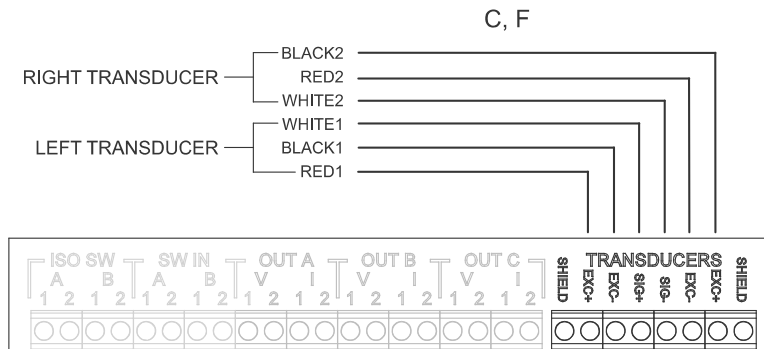 C, F
RIGHT TRANSDUCER
BLACK2
RED2
WHITE2
LEFT TRANSDUCER
WHITE1
BLACK1
RED1
ISO SW SW IN OUT A OUT B OUT C TRANSDUCERS
A B A B V I V I V I
1 2 1 2 1 2 1 2 1 2 1 2 1 2 1 2 1 2 1 2
SHIELD EXC+ EXC- SIG+ SIG- EXC- EXC+ SHIELD